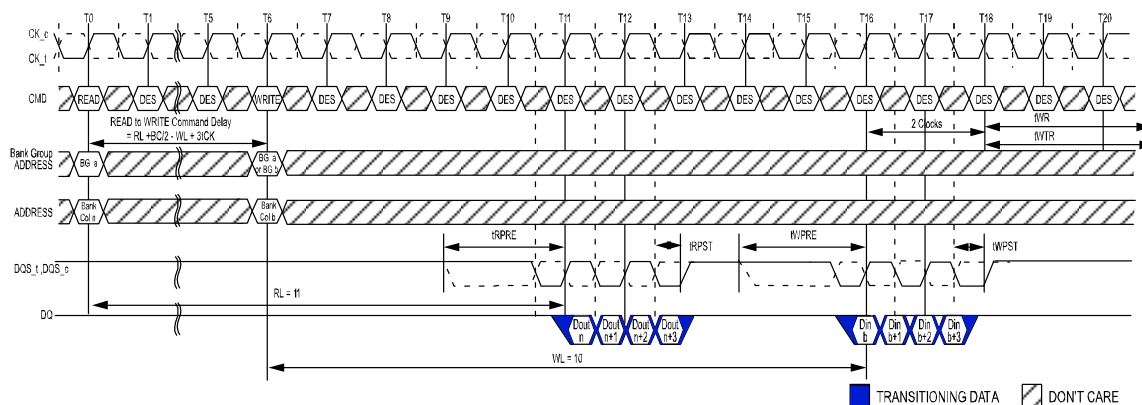 T0 T1 T5 T6 T7 T8 T9 T10 T11 T12 T13 T14 T15 T16 T17 T18 T19 T20
CK_c
CK_t
CMD READ DES DES WRITE DES DES DES DES DES DES DES DES DES DES DES DES DES DES
READ to WRITE Command Delay
= RL +BC/2 - WL + 3tCK
2 Clocks
tWR
tWTR
Bank Group
ADDRESS
BG a
BG a
or BG b
ADDRESS
Bank
Col n
Bank
Col b
tRPRE tRPST tWPRE tWPST
DQS_t ,DQS_c
RL = 11
DQ
Dout
n
Dout
n+1
Dout
n+2
Dout
n+3
Din
b
Din
b+1
Din
b+2
Din
b+3
WL = 10
TRANSITIONING DATA DON'T CARE